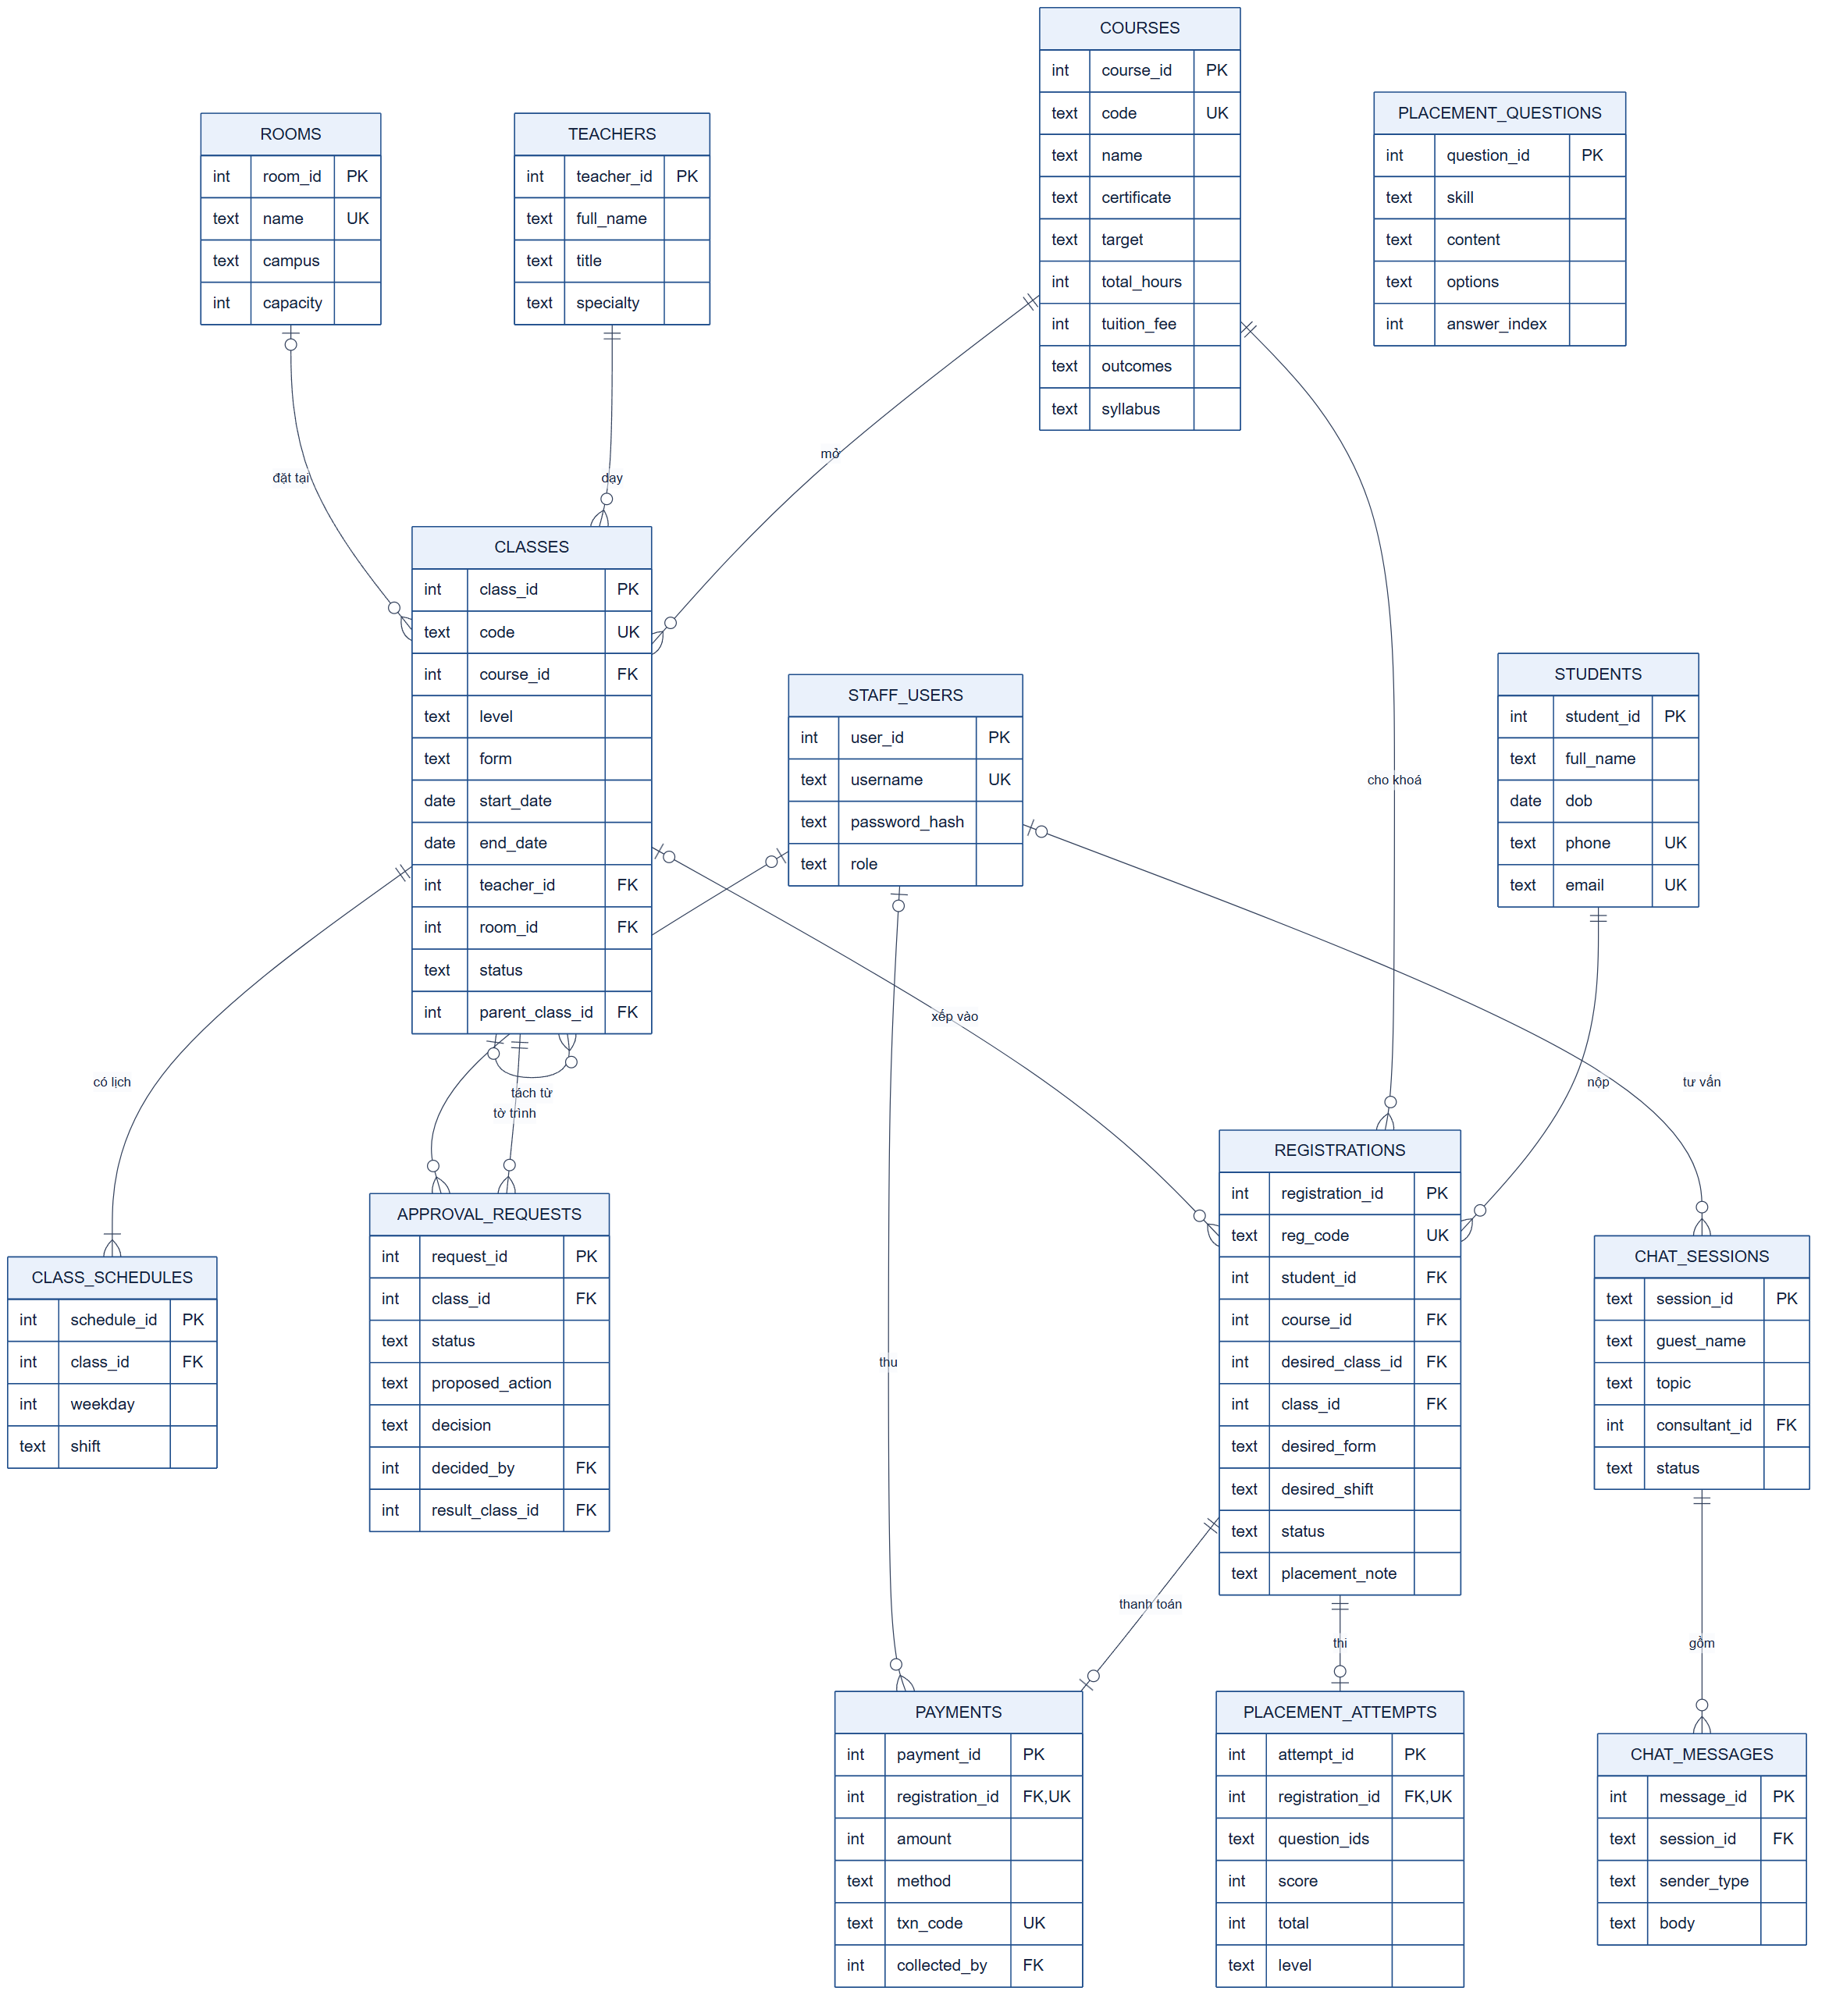 COURSES
int course_id PK
text code UK
text name
text certificate
text target
int total_hours
int tuition_fee
text outcomes
text syllabus
PLACEMENT_QUESTIONS
int question_id PK
text skill
text content
text options
int answer_index
ROOMS
int room_id PK
text name UK
text campus
int capacity
TEACHERS
int teacher_id PK
text full_name
text title
text specialty
mở
đặt tại
dạy
CLASSES
int class_id PK
text code UK
int course_id FK
text level
text form
date start_date
date end_date
int teacher_id FK
int room_id FK
text status
int parent_class_id FK
STAFF_USERS
int user_id PK
text username UK
text password_hash
text role
cho khoá
STUDENTS
int student_id PK
text full_name
date dob
text phone UK
text email UK
xếp vào
có lịch
tách từ
tờ trình
nộp
tư vấn
REGISTRATIONS
int registration_id PK
text reg_code UK
int student_id FK
int course_id FK
int desired_class_id FK
int class_id FK
text desired_form
text desired_shift
text status
text placement_note
APPROVAL_REQUESTS
int request_id PK
int class_id FK
text status
text proposed_action
text decision
int decided_by FK
int result_class_id FK
CLASS_SCHEDULES
int schedule_id PK
int class_id FK
int weekday
text shift
CHAT_SESSIONS
text session_id PK
text guest_name
text topic
int consultant_id FK
text status
thu
thanh toán
thi
gồm
PAYMENTS
int payment_id PK
int registration_id FK,UK
int amount
text method
text txn_code UK
int collected_by FK
PLACEMENT_ATTEMPTS
int attempt_id PK
int registration_id FK,UK
text question_ids
int score
int total
text level
CHAT_MESSAGES
int message_id PK
text session_id FK
text sender_type
text body